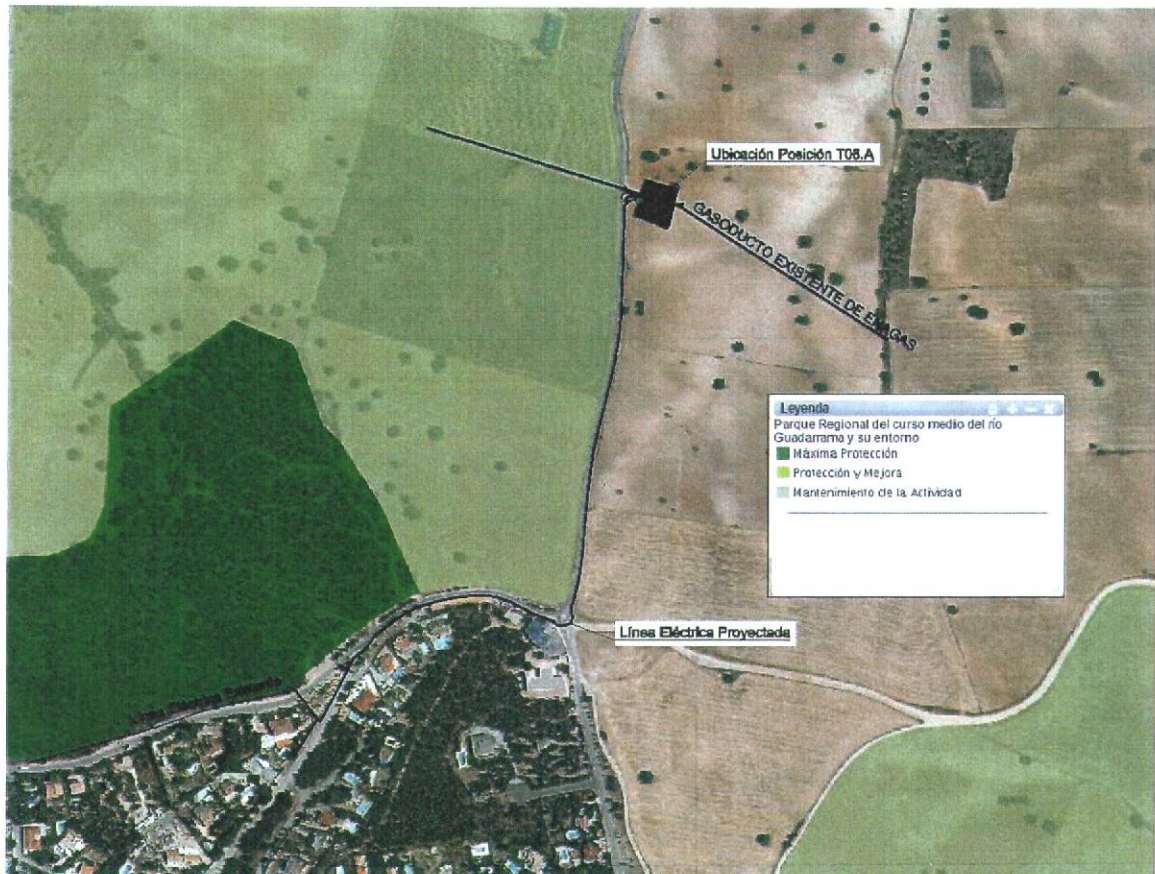 Ubicación Posición T06.A
GASODUCTO EXISTENTE DE ENAGAS
Leyenda
Parque Regional del curso medio del río
Guadarrama y su entorno
Máxima Protección
Protección y Mejora
Mantenimiento de la Actividad
Línea Eléctrica Proyectada